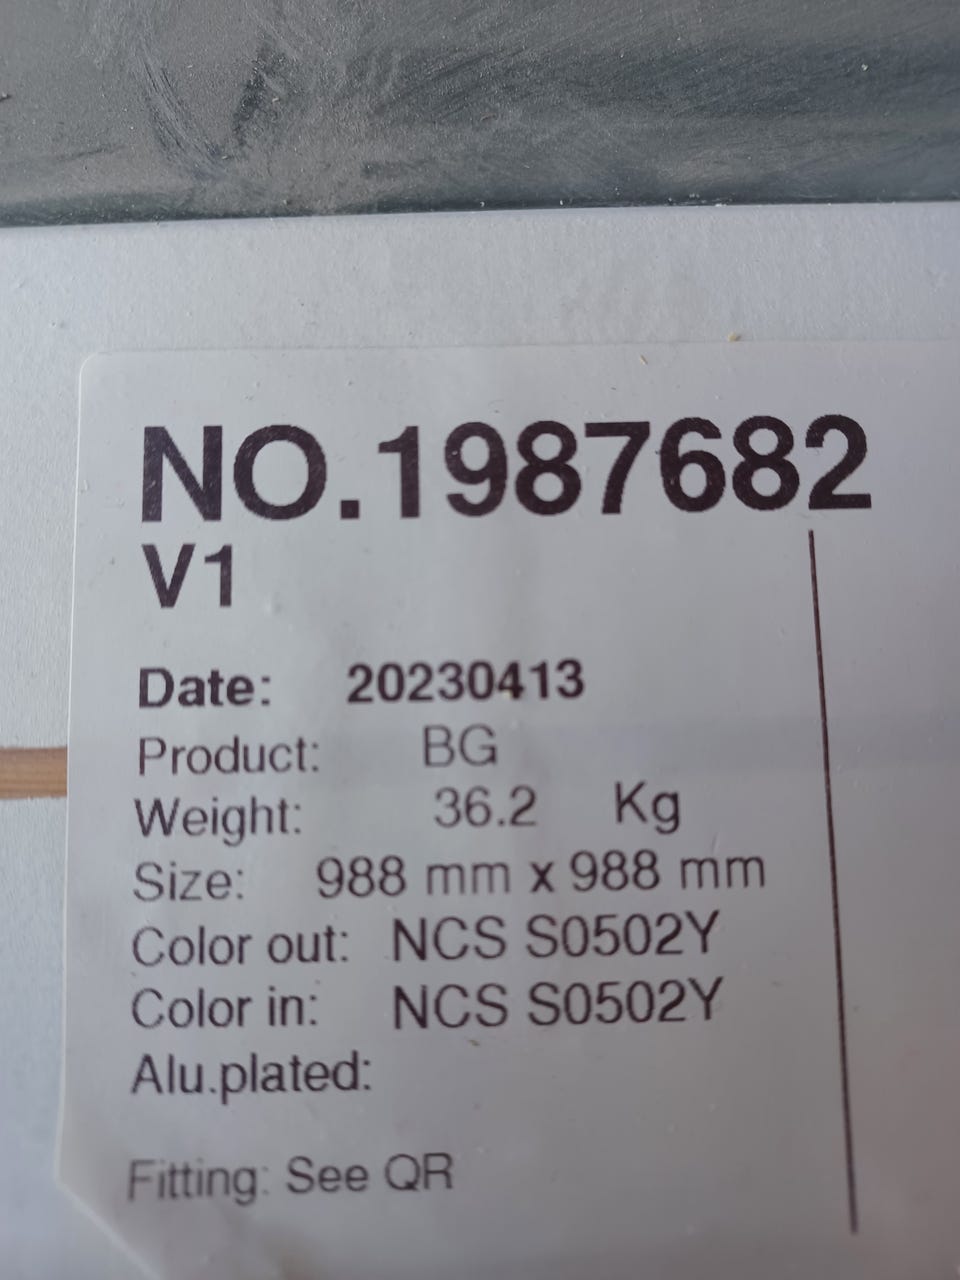 NO.1987682
V1
Date: 20230413
Product: BG
Weight: 36.2 Kg
Size: 988 mm x 988 mm
Color out: NCS S0502Y
Color in: NCS S0502Y
Alu.plated:
Fitting: See QR